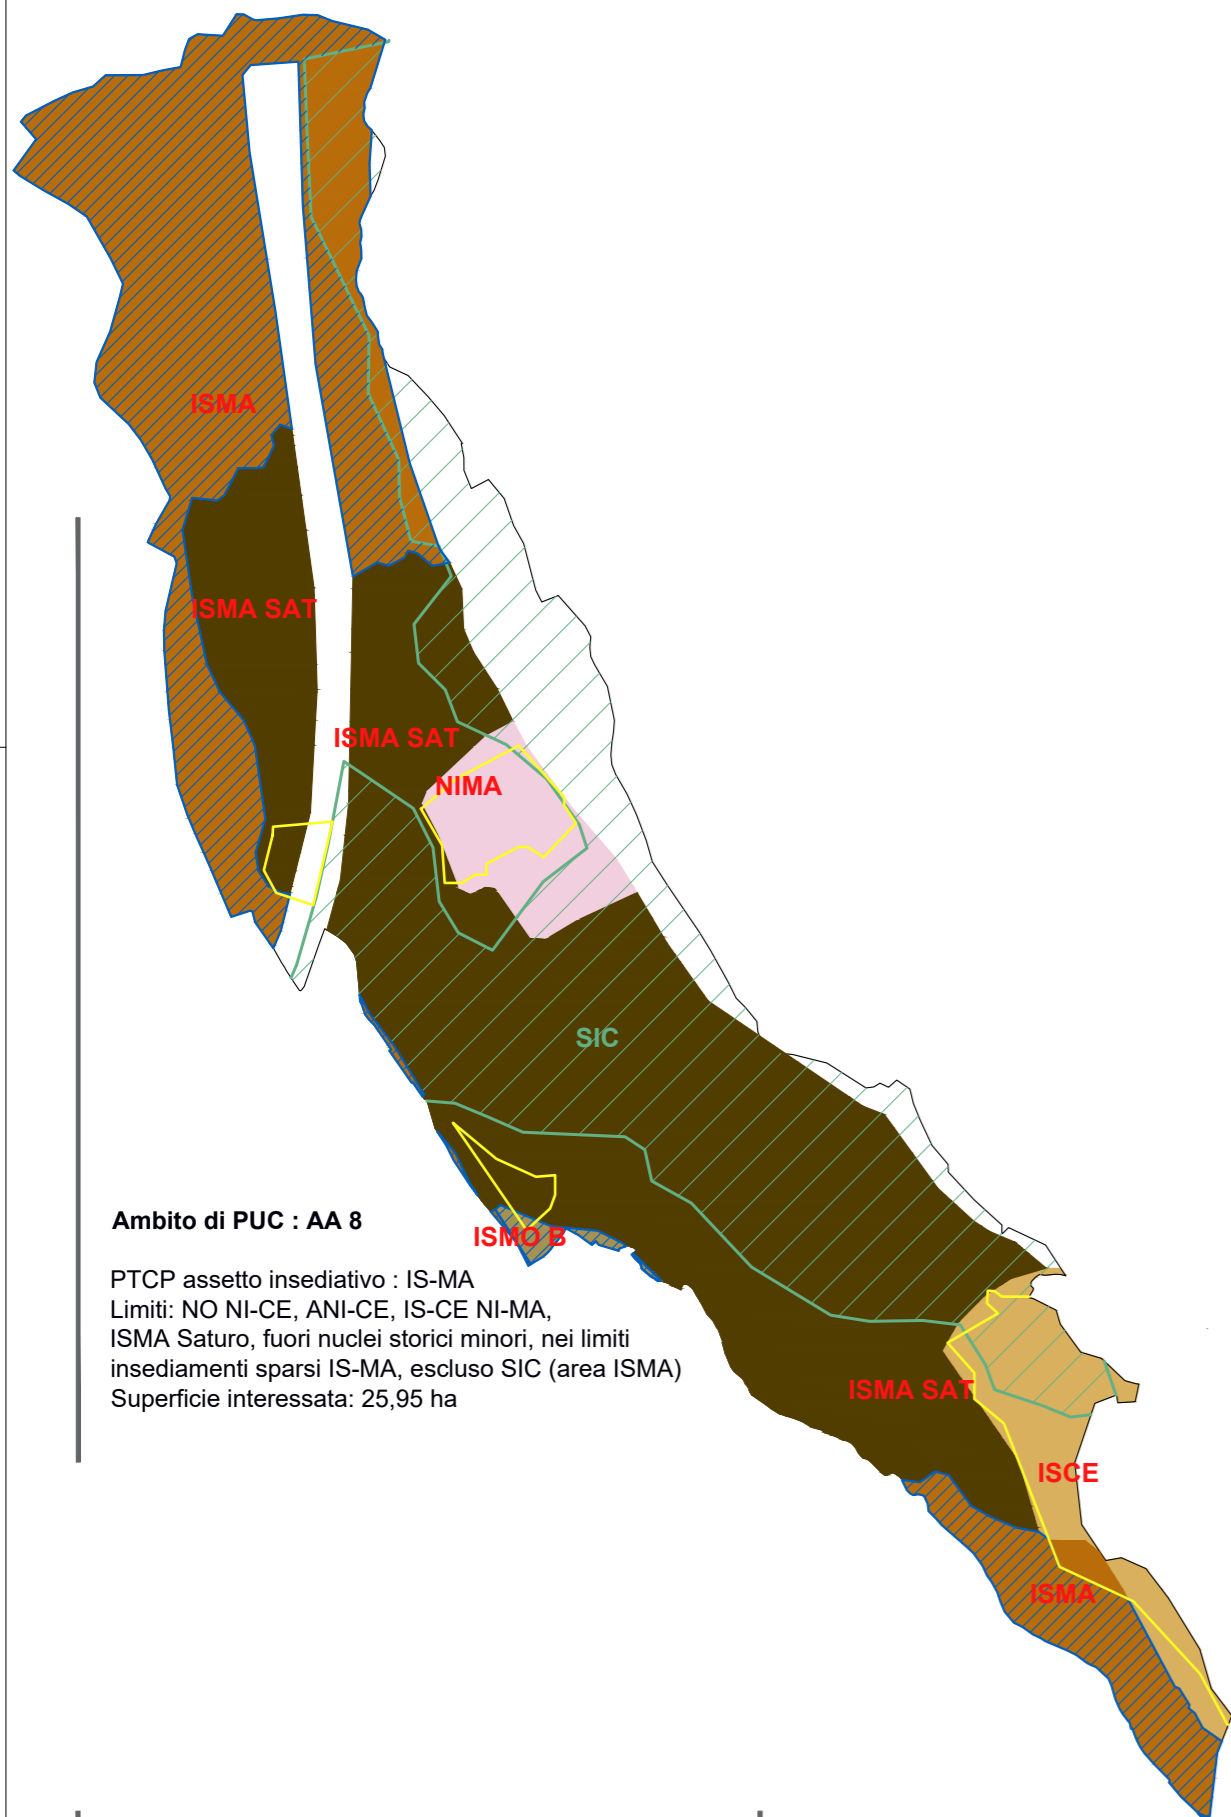 ISMA
ISMA SAT
ISMA SAT
NIMA
SIC
Ambito di PUC : AA 8
ISMO B
PTCP assetto insediativo : IS-MA
Limiti: NO NI-CE, ANI-CE, IS-CE NI-MA,
ISMA Saturo, fuori nuclei storici minori, nei limiti
insediamenti sparsi IS-MA, escluso SIC (area ISMA)
Superficie interessata: 25,95 ha
ISMA SAT
ISCE
ISMA